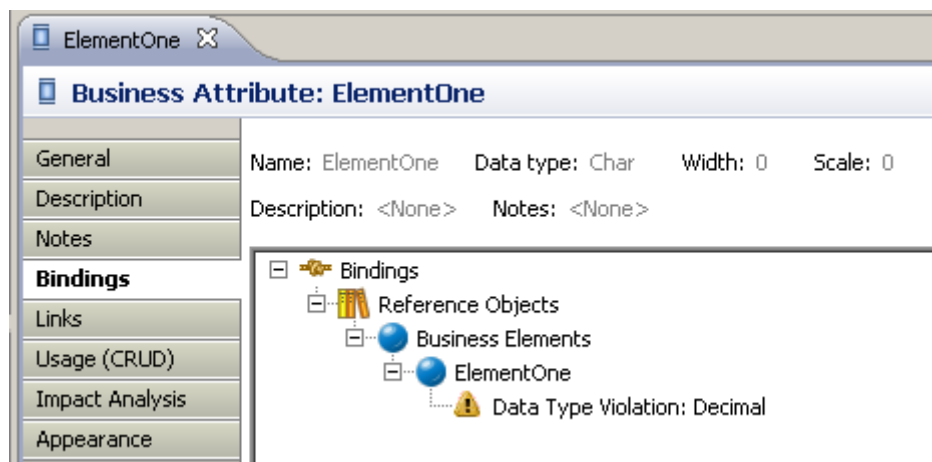 ElementOne
Business Attribute: ElementOne
General
Description
Notes
Bindings
Links
Usage (CRUD)
Impact Analysis
Appearance
Name: ElementOne Data type: Char Width: 0 Scale: 0
Description: <None> Notes: <None>
Bindings
Reference Objects
Business Elements
ElementOne
Data Type Violation: Decimal